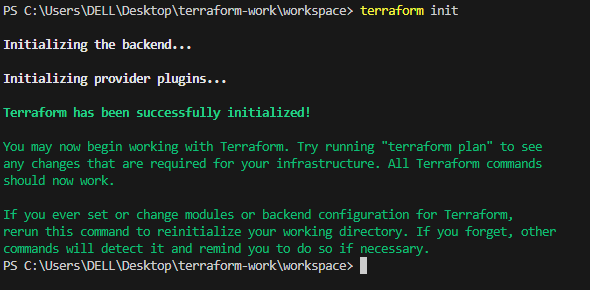 PS C:\Users\DELL\Desktop\terraform-work\workspace> terraform init
Initializing the backend...
Initializing provider plugins...
Terraform has been successfully initialized!
You may now begin working with Terraform. Try running "terraform plan" to see
any changes that are required for your infrastructure. All Terraform commands
should now work.
If you ever set or change modules or backend configuration for Terraform,
rerun this command to reinitialize your working directory. If you forget, other
commands will detect it and remind you to do so if necessary.
PS C:\Users\DELL\Desktop\terraform-work\workspace>